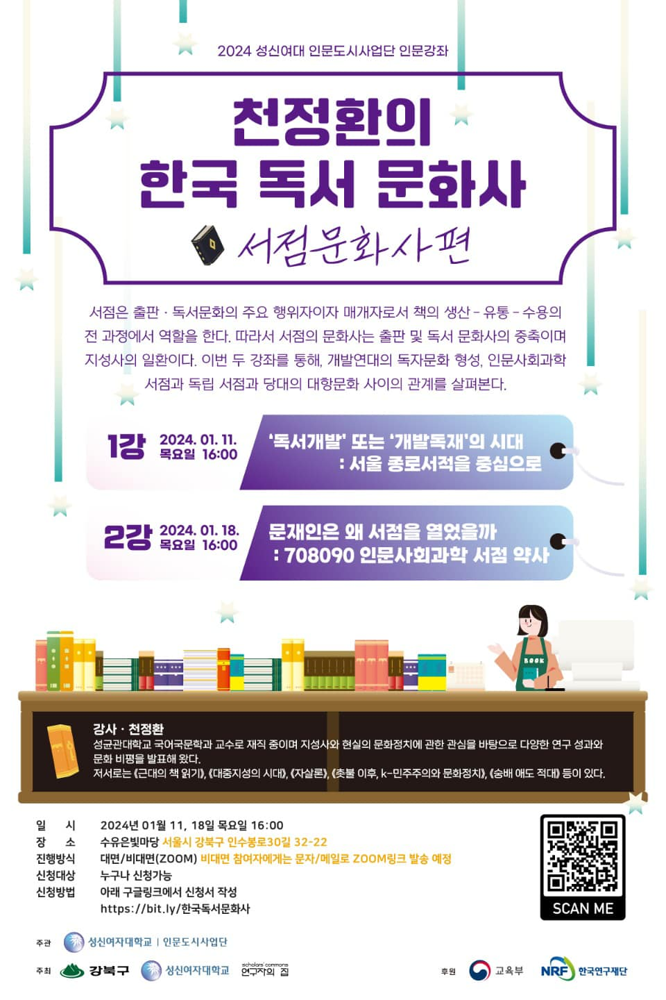 2024 성신여대 인문도시사업단 인문강좌
천정환의
한국 독서 문화사
서점문화사편
서점은 출판 · 독서문화의 주요 행위자이자 매개자로서 책의 생산 - 유통 - 수용의
전 과정에서 역할을 한다. 따라서 서점의 문화사는 출판 및 독서 문화사의 중축이며
지성사의 일환이다. 이번 두 강좌를 통해, 개발연대의 독자문화 형성, 인문사회과학
서점과 독립 서점과 당대의 대항문화 사이의 관계를 살펴본다.
1강
2024. 01. 11.
목요일 16:00
‘독서개발’ 또는 ‘개발독재’의 시대
: 서울 종로서적을 중심으로
2강
2024. 01. 18.
목요일 16:00
문재인은 왜 서점을 열었을까
: 708090 인문사회과학 서점 약사
BOOK
강사 · 천정환
성균관대학교 국어국문학과 교수로 재직 중이며 지성사와 현실의 문화정치에 관한 관심을 바탕으로 다양한 연구 성과와
문화 비평을 발표해 왔다.
저서로는 《근대의 책 읽기》, 《대중지성의 시대》, 《자살론》, 《촛불 이후, k-민주주의와 문화정치》, 《숭배 애도 적대》 등이 있다.
일 시 2024년 01월 11, 18일 목요일 16:00
장 소 수유은빛마당 서울시 강북구 인수봉로30길 32-22
진행방식 대면/비대면(ZOOM) 비대면 참여자에게는 문자/메일로 ZOOM링크 발송 예정
신청대상 누구나 신청가능
신청방법 아래 구글링크에서 신청서 작성
https://bit.ly/한국독서문화사
SCAN ME
주관 성신여자대학교 | 인문도시사업단
주최 강북구 성신여자대학교 scholars' commons 연구자의 집
후원 교육부 NRF 한국연구재단